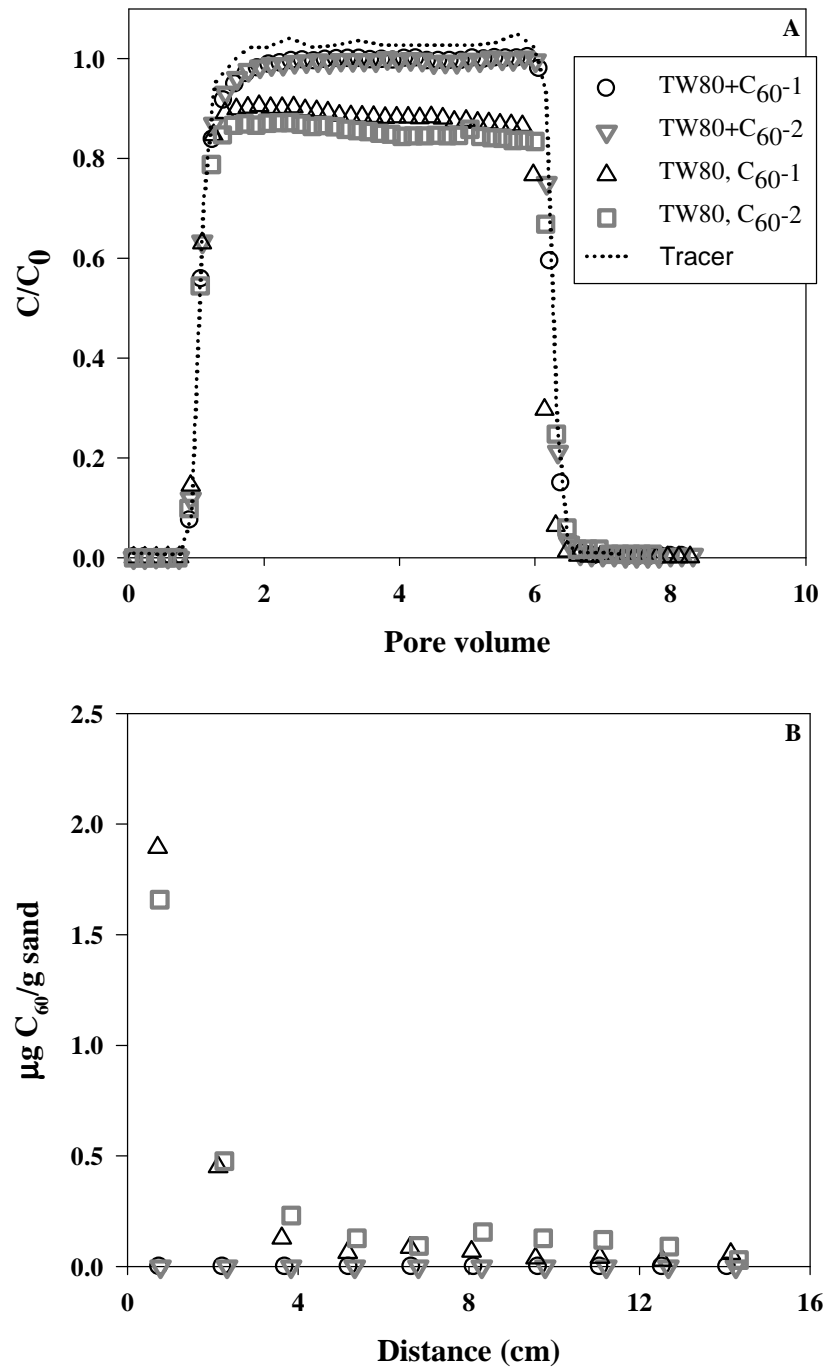 A
1.0
0.8
0.6
0.4
0.2
0.0
C/C0
0 2 4 6 8 10
Pore volume
TW80+C60-1
TW80+C60-2
TW80, C60-1
TW80, C60-2
Tracer
B
2.5
2.0
1.5
1.0
0.5
0.0
µg C60/g sand
0 4 8 12 16
Distance (cm)